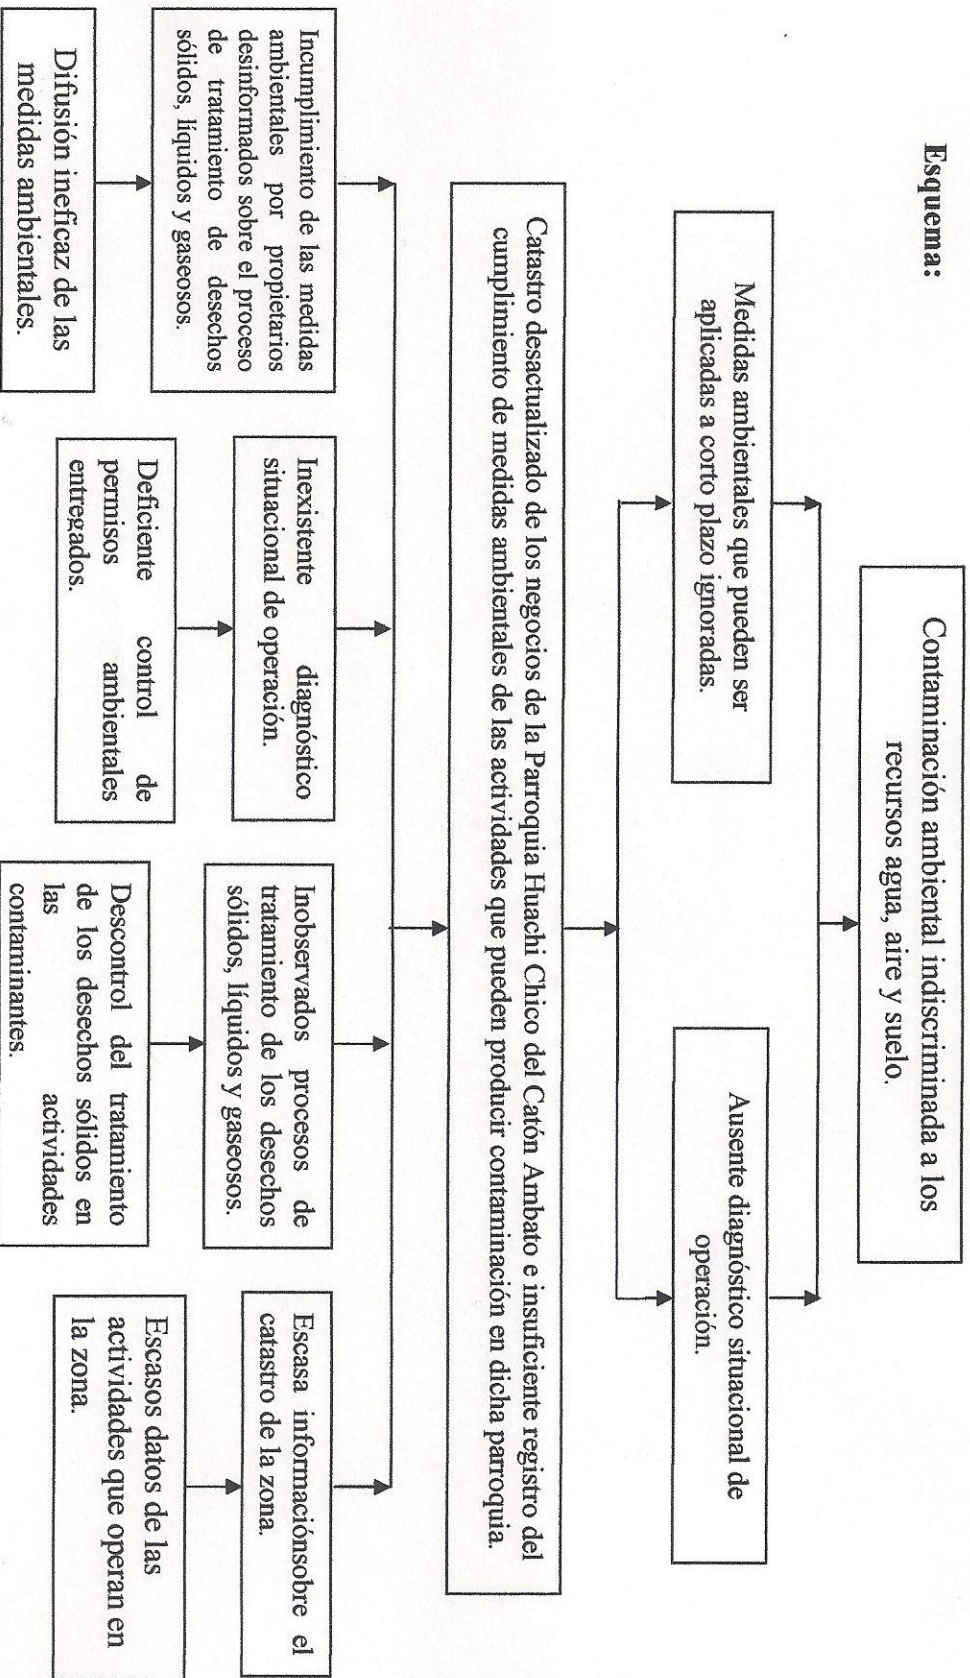 Esquema:
Contaminación ambiental indiscriminada a los
recursos agua, aire y suelo.
Medidas ambientales que pueden ser
aplicadas a corto plazo ignoradas.
Ausente diagnóstico situacional de
operación.
Catastro desactualizado de los negocios de la Parroquia Huachi Chico del Catón Ambato e insuficiente registro del
cumplimiento de medidas ambientales de las actividades que pueden producir contaminación en dicha parroquia.
Incumplimiento de las medidas
ambientales por propietarios
desinformados sobre el proceso
de tratamiento de desechos
sólidos, líquidos y gaseosos.
Inexistente diagnóstico
situacional de operación.
Inobservados procesos de
tratamiento de los desechos
sólidos, líquidos y gaseosos.
Escasa informaciónsobre el
catastro de la zona.
Difusión ineficaz de las
medidas ambientales.
Deficiente control de
permisos ambientales
entregados.
Descontrol del tratamiento
de los desechos sólidos en
las actividades
contaminantes.
Escasos datos de las
actividades que operan en
la zona.